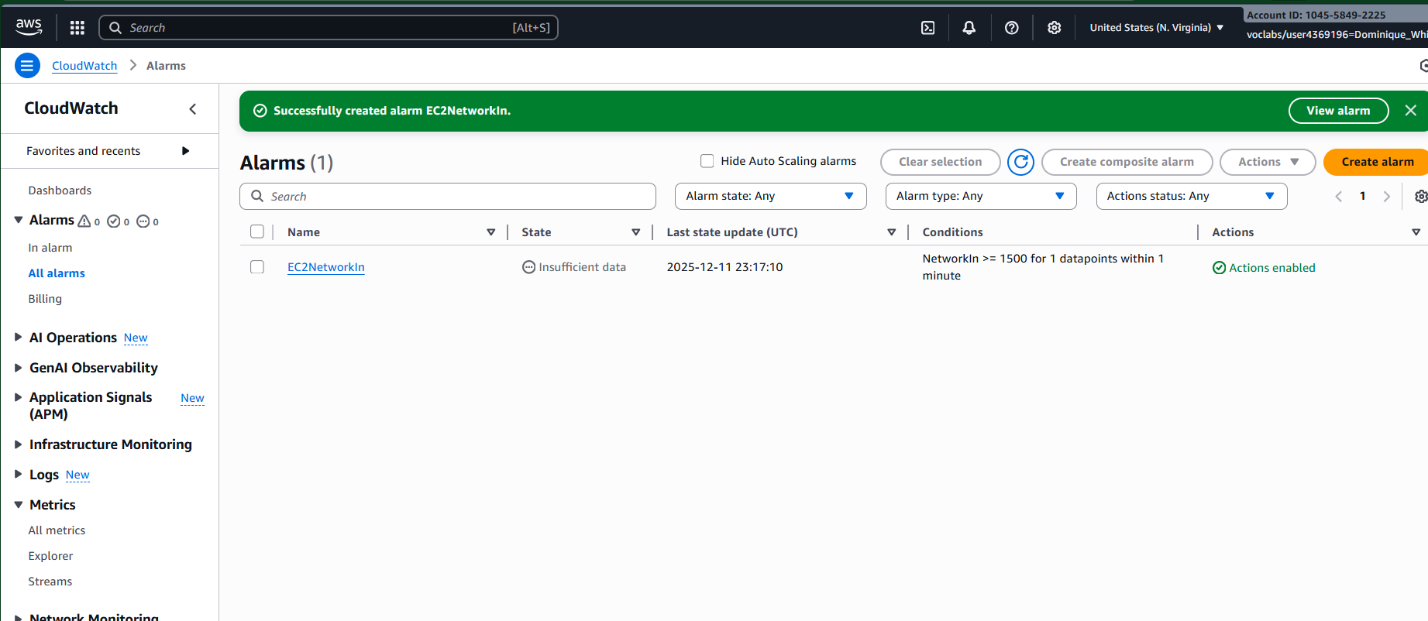 aws
Search [Alt+S]
United States (N. Virginia)
Account ID: 1045-5849-2225
voclabs/user4369196=Dominique_Whi
CloudWatch > Alarms
CloudWatch
Favorites and recents
Dashboards
Alarms 0 0 0
In alarm
All alarms
Billing
AI Operations New
GenAI Observability
Application Signals New
(APM)
Infrastructure Monitoring
Logs New
Metrics
All metrics
Explorer
Streams
Network Monitoring
Successfully created alarm EC2NetworkIn.
View alarm
Alarms (1)
Hide Auto Scaling alarms
Clear selection
Create composite alarm
Actions
Create alarm
Search
Alarm state: Any
Alarm type: Any
Actions status: Any
1
Name State Last state update (UTC) Conditions Actions
EC2NetworkIn Insufficient data 2025-12-11 23:17:10 NetworkIn >= 1500 for 1 datapoints within 1
minute
Actions enabled